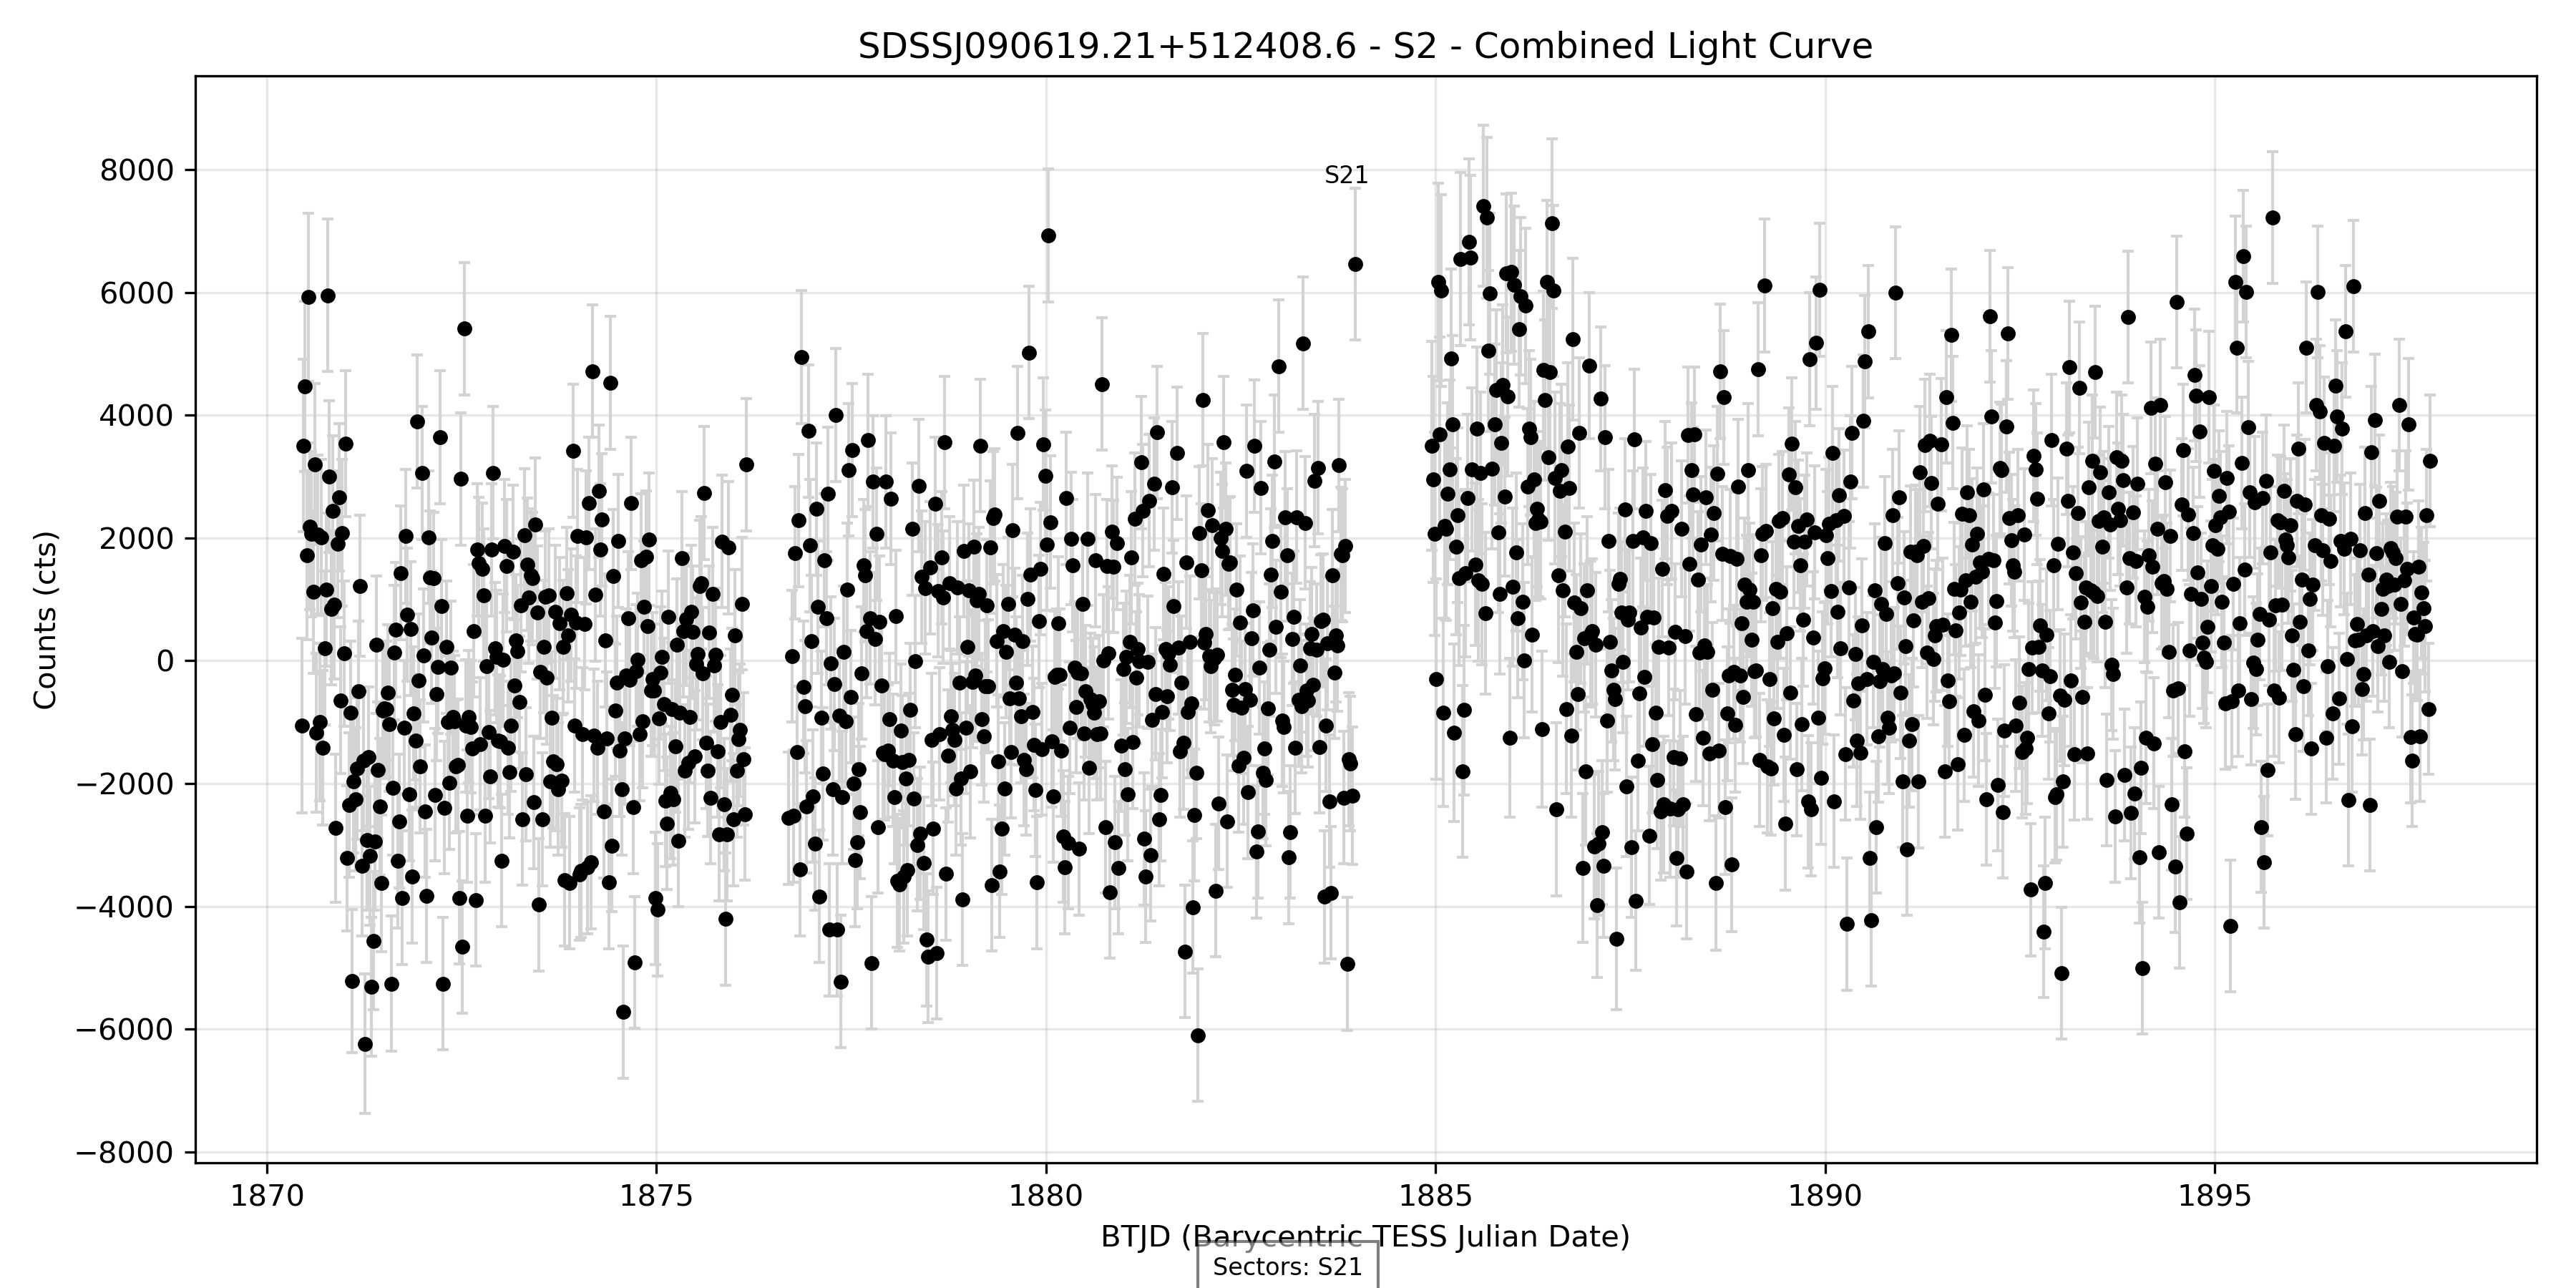 SDSSJ090619.21+512408.6 - S2 - Combined Light Curve
Counts (cts)
8000
6000
4000
2000
0
−2000
−4000
−6000
−8000
S21
1870 1875 1880 1885 1890 1895
BTJD (Barycentric TESS Julian Date)
Sectors: S21